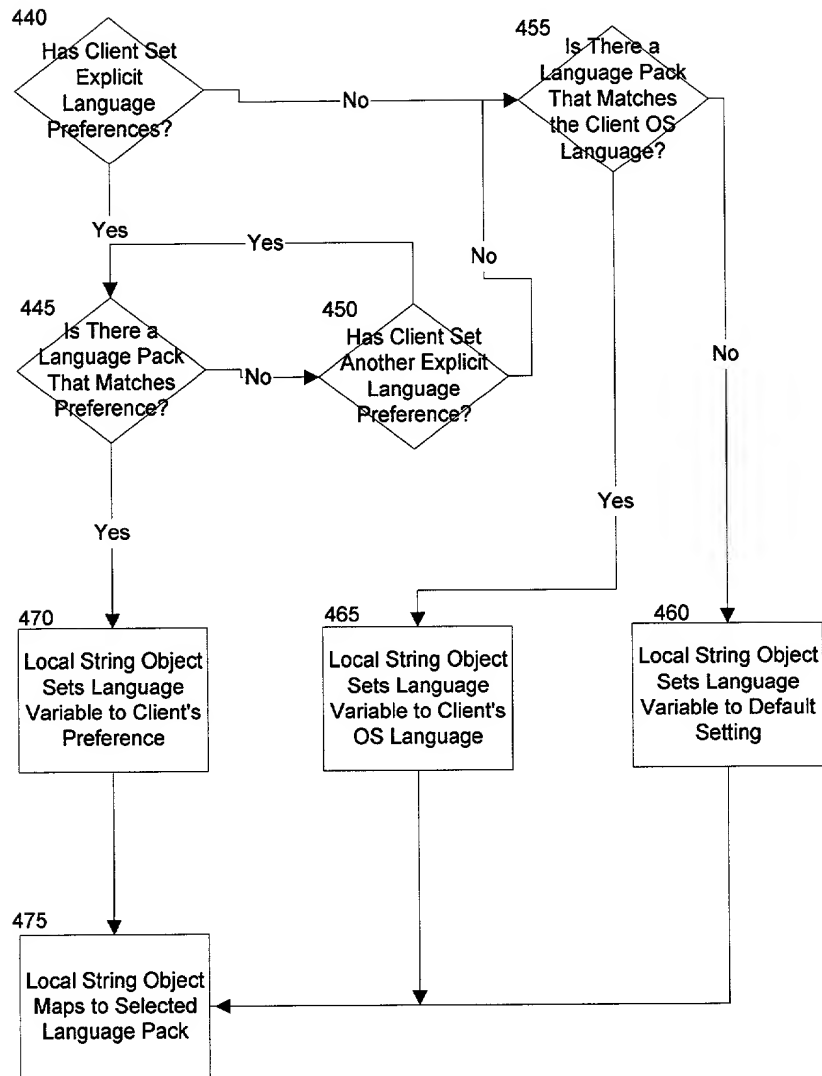 440
Has Client Set
Explicit
Language
Preferences?
No
455
Is There a
Language Pack
That Matches
the Client OS
Language?
Yes
Yes
No
No
445
Is There a
Language Pack
That Matches
Preference?
No
450
Has Client Set
Another Explicit
Language
Preference?
Yes
Yes
470
Local String Object
Sets Language
Variable to Client's
Preference
465
Local String Object
Sets Language
Variable to Client's
OS Language
460
Local String Object
Sets Language
Variable to Default
Setting
475
Local String Object
Maps to Selected
Language Pack